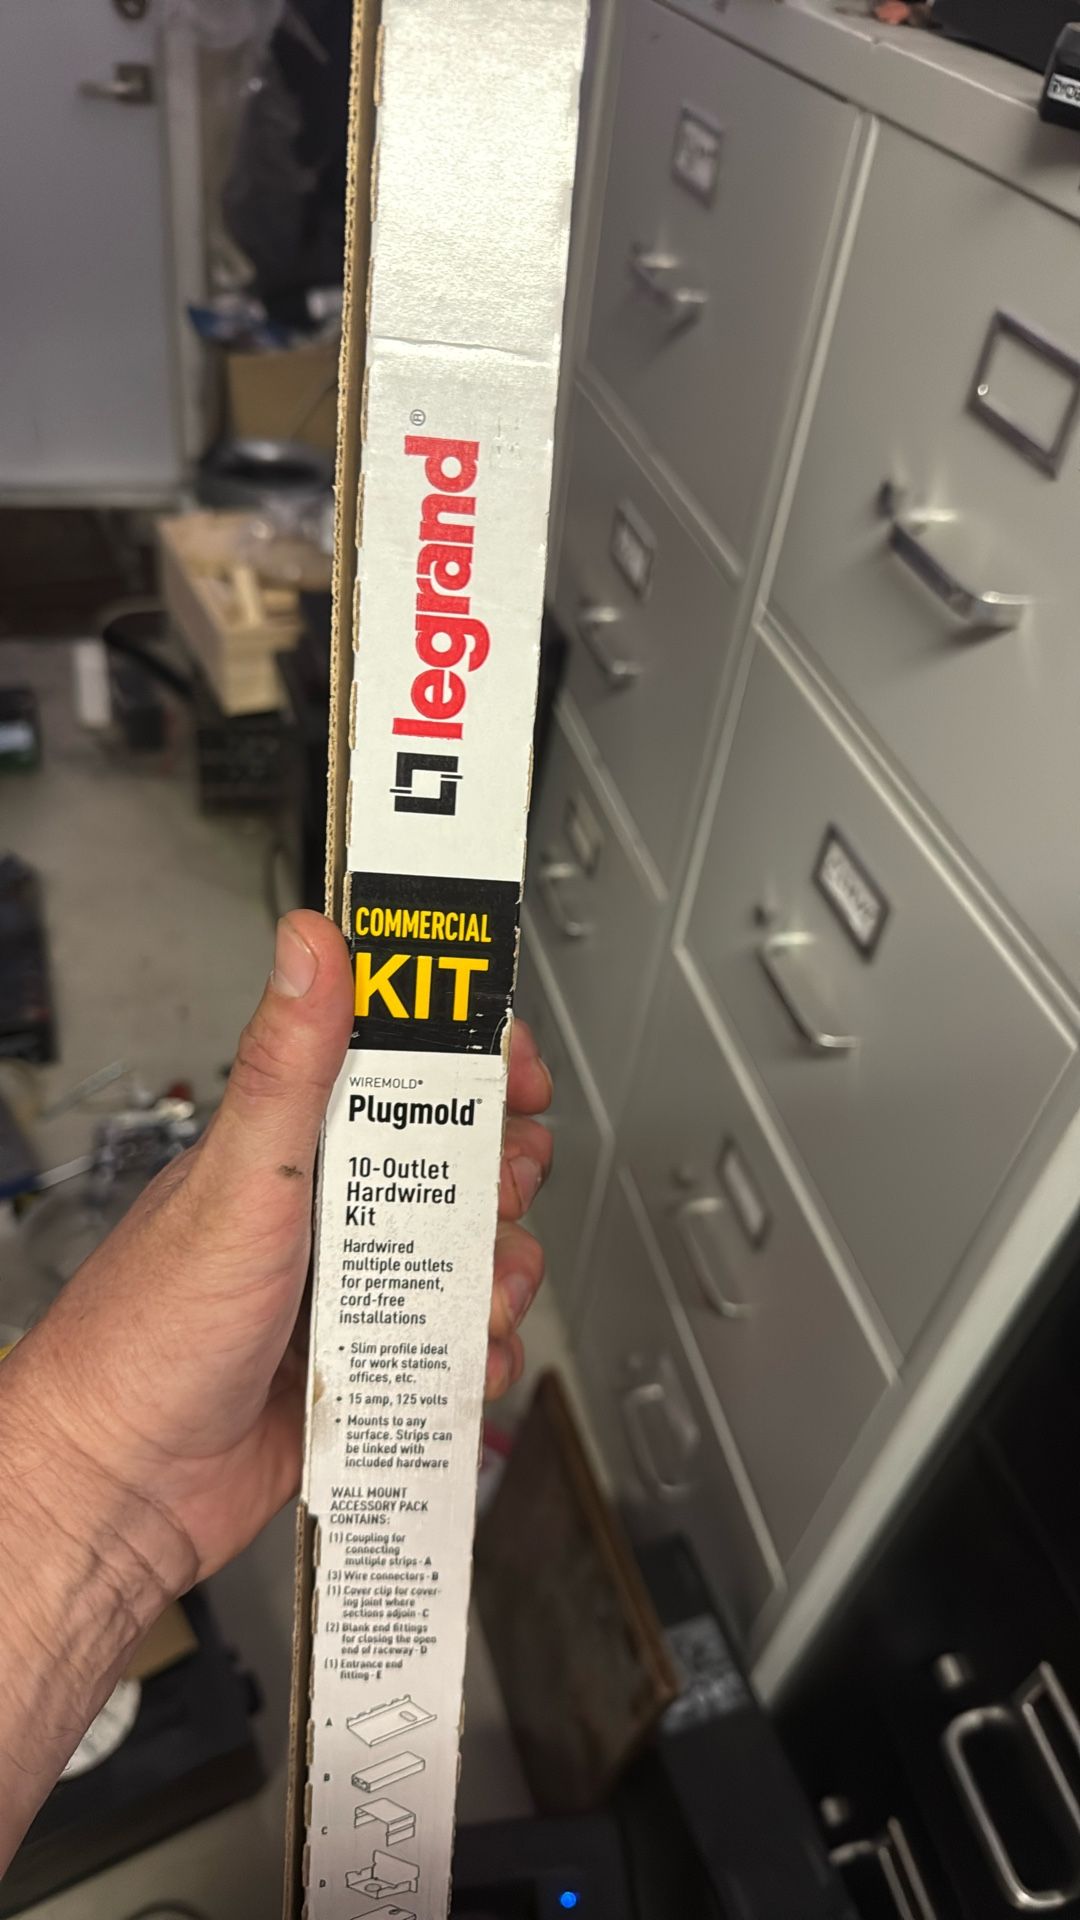 legrand®
COMMERCIAL
KIT
WIREMOLD®
Plugmold®
10-Outlet
Hardwired
Kit
Hardwired
multiple outlets
for permanent,
cord-free
installations
• Slim profile ideal
for work stations,
offices, etc.
• 15 amp, 125 volts
• Mounts to any
surface. Strips can
be linked with
included hardware
WALL MOUNT
ACCESSORY PACK
CONTAINS:
(1) Coupling for
connecting
multiple strips - A
(3) Wire connectors - B
(1) Cover clip for cover-
ing joint where
sections adjoin - C
(2) Blank end fittings
for closing the open
end of raceway - D
(1) Entrance end
fitting - E
A
B
C
D